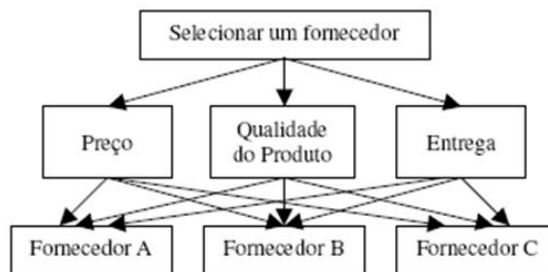 Selecionar um fornecedor
Preço
Qualidade
do Produto
Entrega
Fornecedor A
Fornecedor B
Fornecedor C